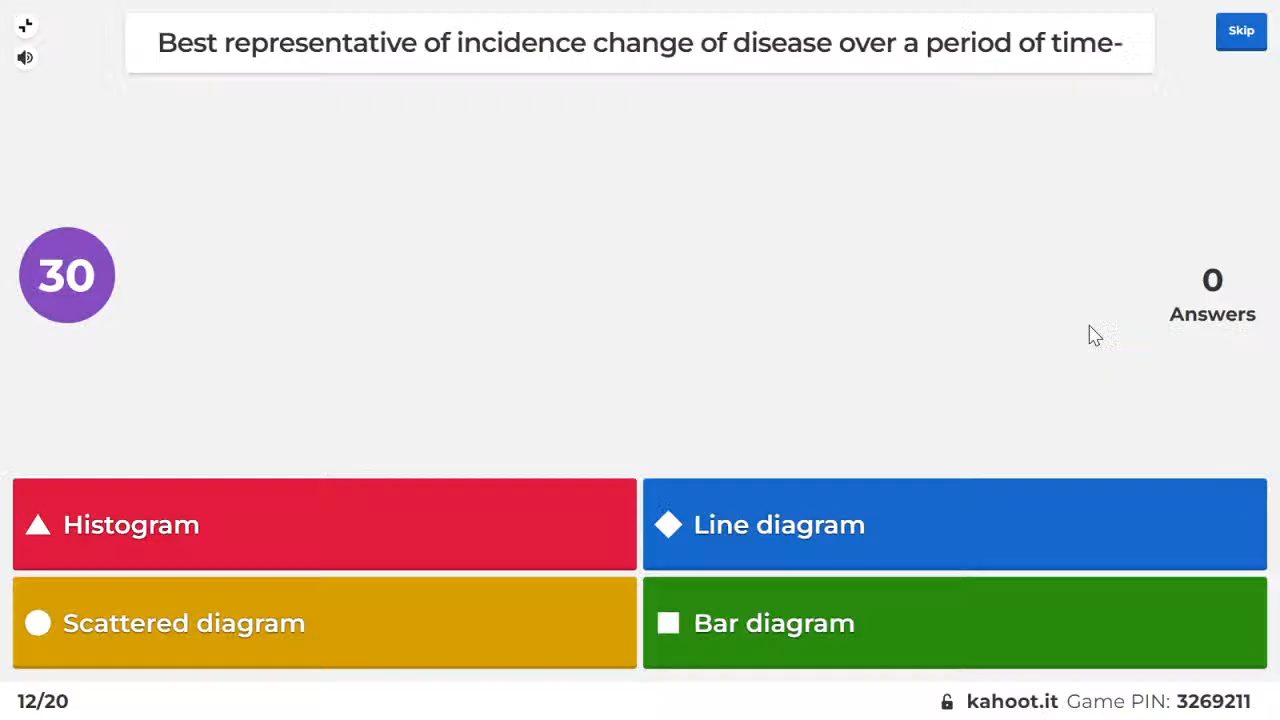 Best representative of incidence change of disease over a period of time-
Skip
30
0
Answers
Histogram
Line diagram
Scattered diagram
Bar diagram
12/20
kahoot.it Game PIN: 3269211